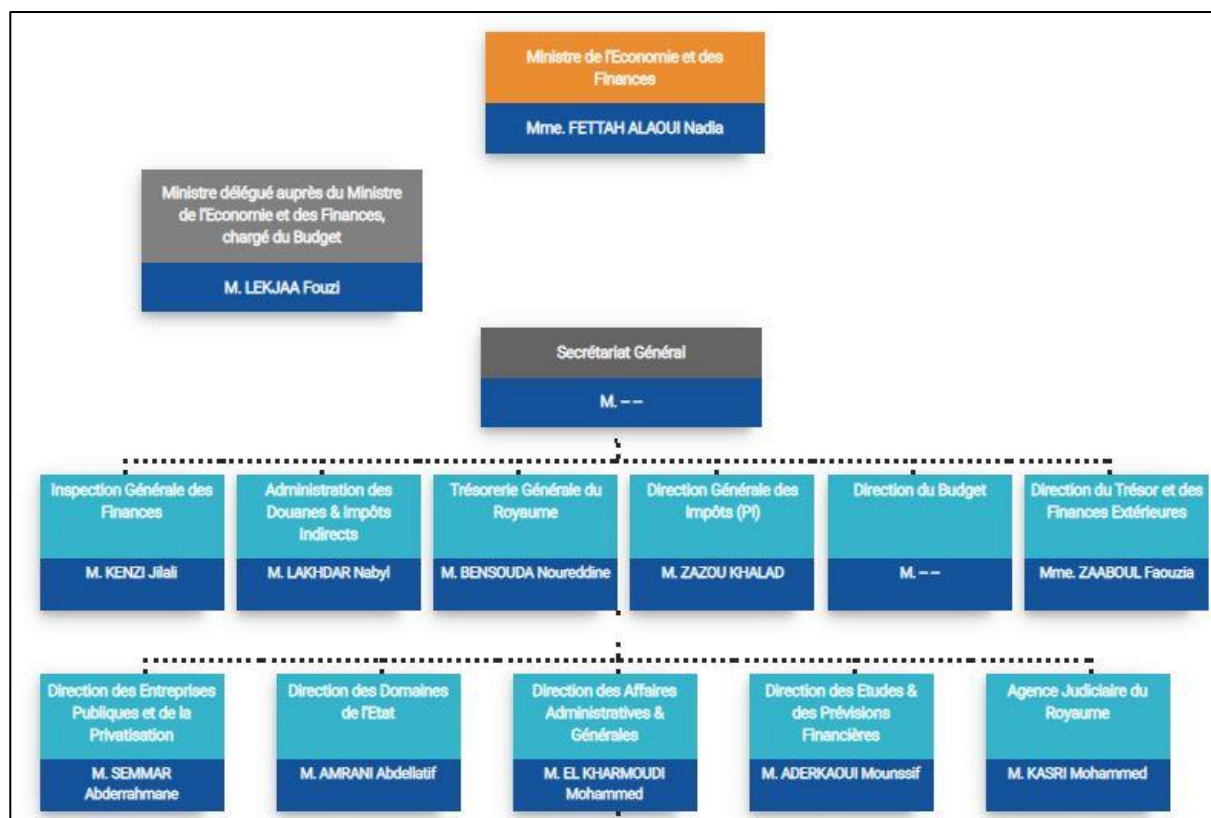 Ministre de l'Economie et des
Finances
Mme. FETTAH ALAOUI Nadia
Ministre délégué auprès du Ministre
de l'Economie et des Finances,
chargé du Budget
M. LEKJAA Fouzi
Secrétariat Général
M. – –
Inspection Générale des
Finances
M. KENZI Jilali
Administration des
Douanes & Impôts
Indirects
M. LAKHDAR Nabyl
Trésorerie Générale du
Royaume
M. BENSOUDA Noureddine
Direction Générale des
Impôts (PI)
M. ZAZOU KHALAD
Direction du Budget
M. – –
Direction du Trésor et des
Finances Extérieures
Mme. ZAABOUL Faouzia
Direction des Entreprises
Publiques et de la
Privatisation
M. SEMMAR
Abderrahmane
Direction des Domaines
de l'Etat
M. AMRANI Abdellatif
Direction des Affaires
Administratives &
Générales
M. EL KHARMOUDI
Mohammed
Direction des Etudes &
des Prévisions
Financières
M. ADERKAOUI Mounssif
Agence Judiciaire du
Royaume
M. KASRI Mohammed